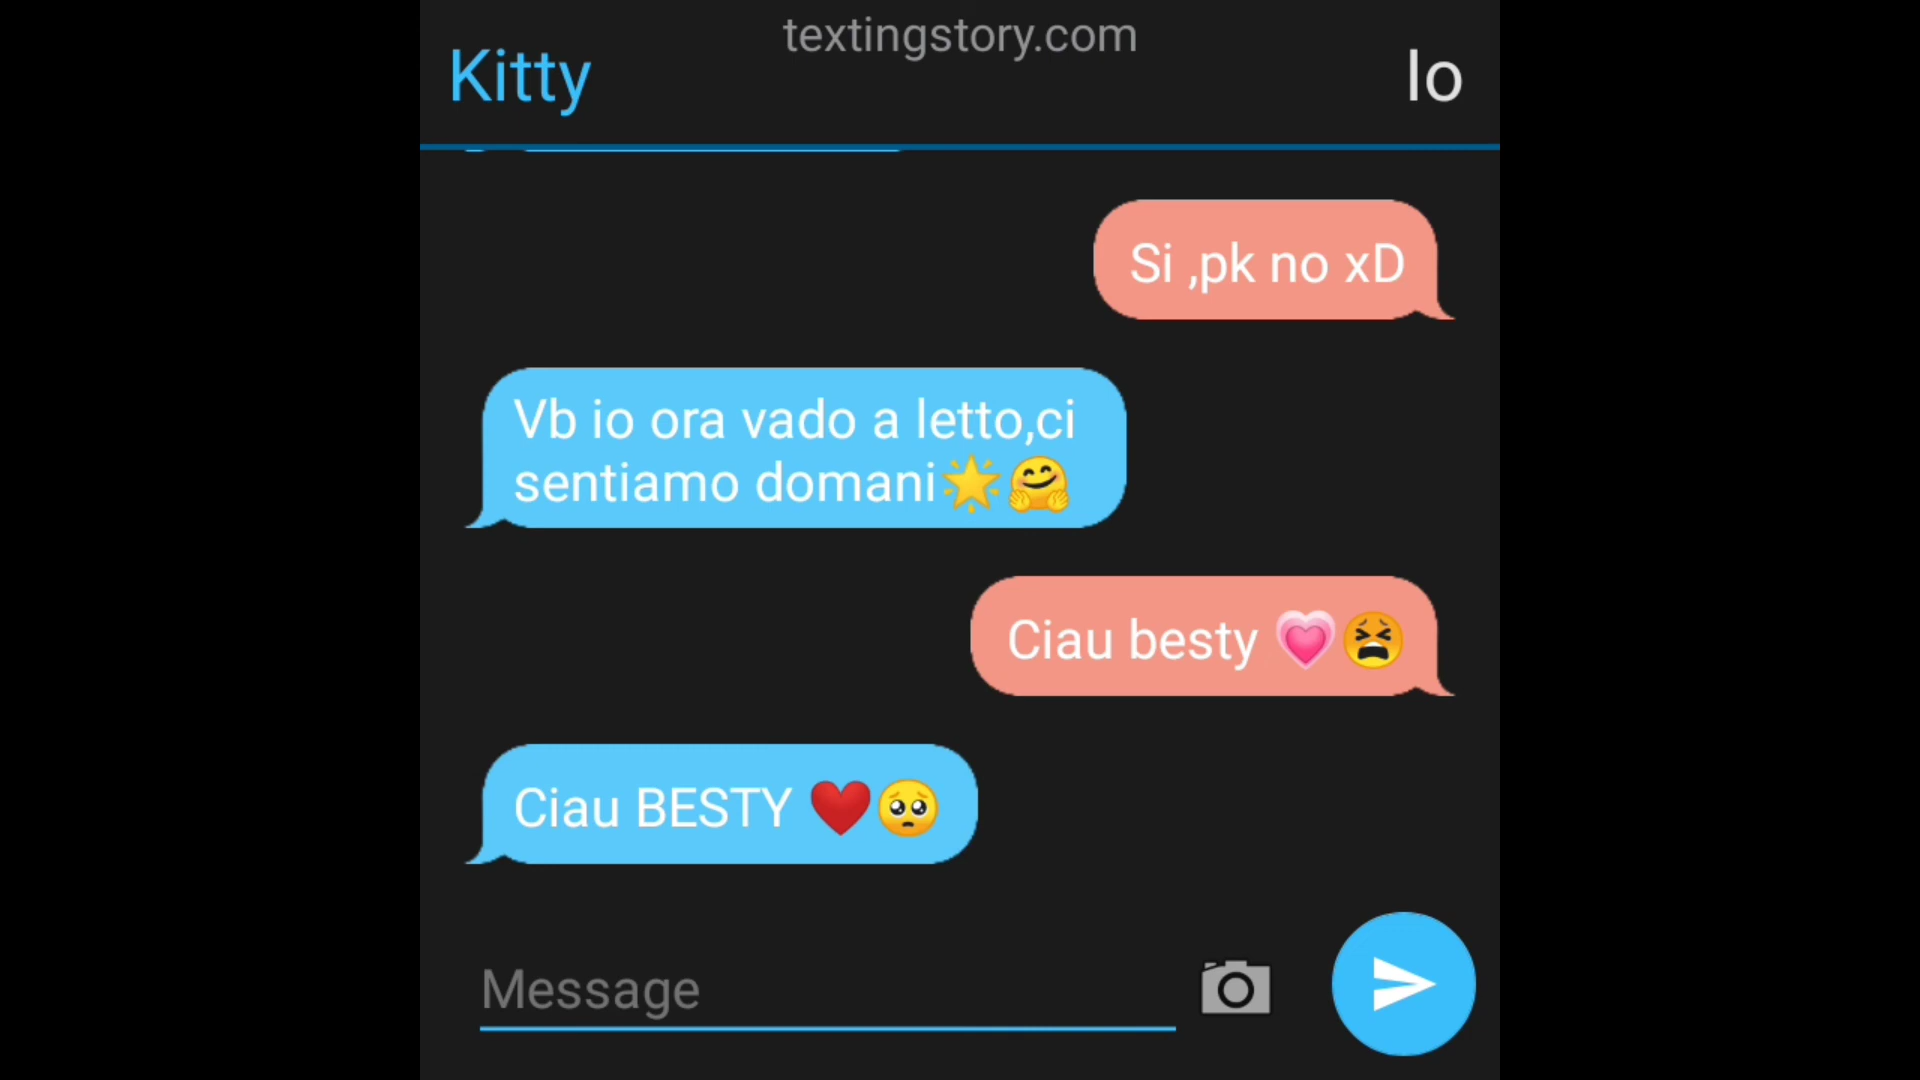 textingstory.com
Kitty
Io
Si ,pk no xD
Vb io ora vado a letto,ci
sentiamo domani🌟🤗
Ciau besty 💗😫
Ciau BESTY ❤️🥺
Message